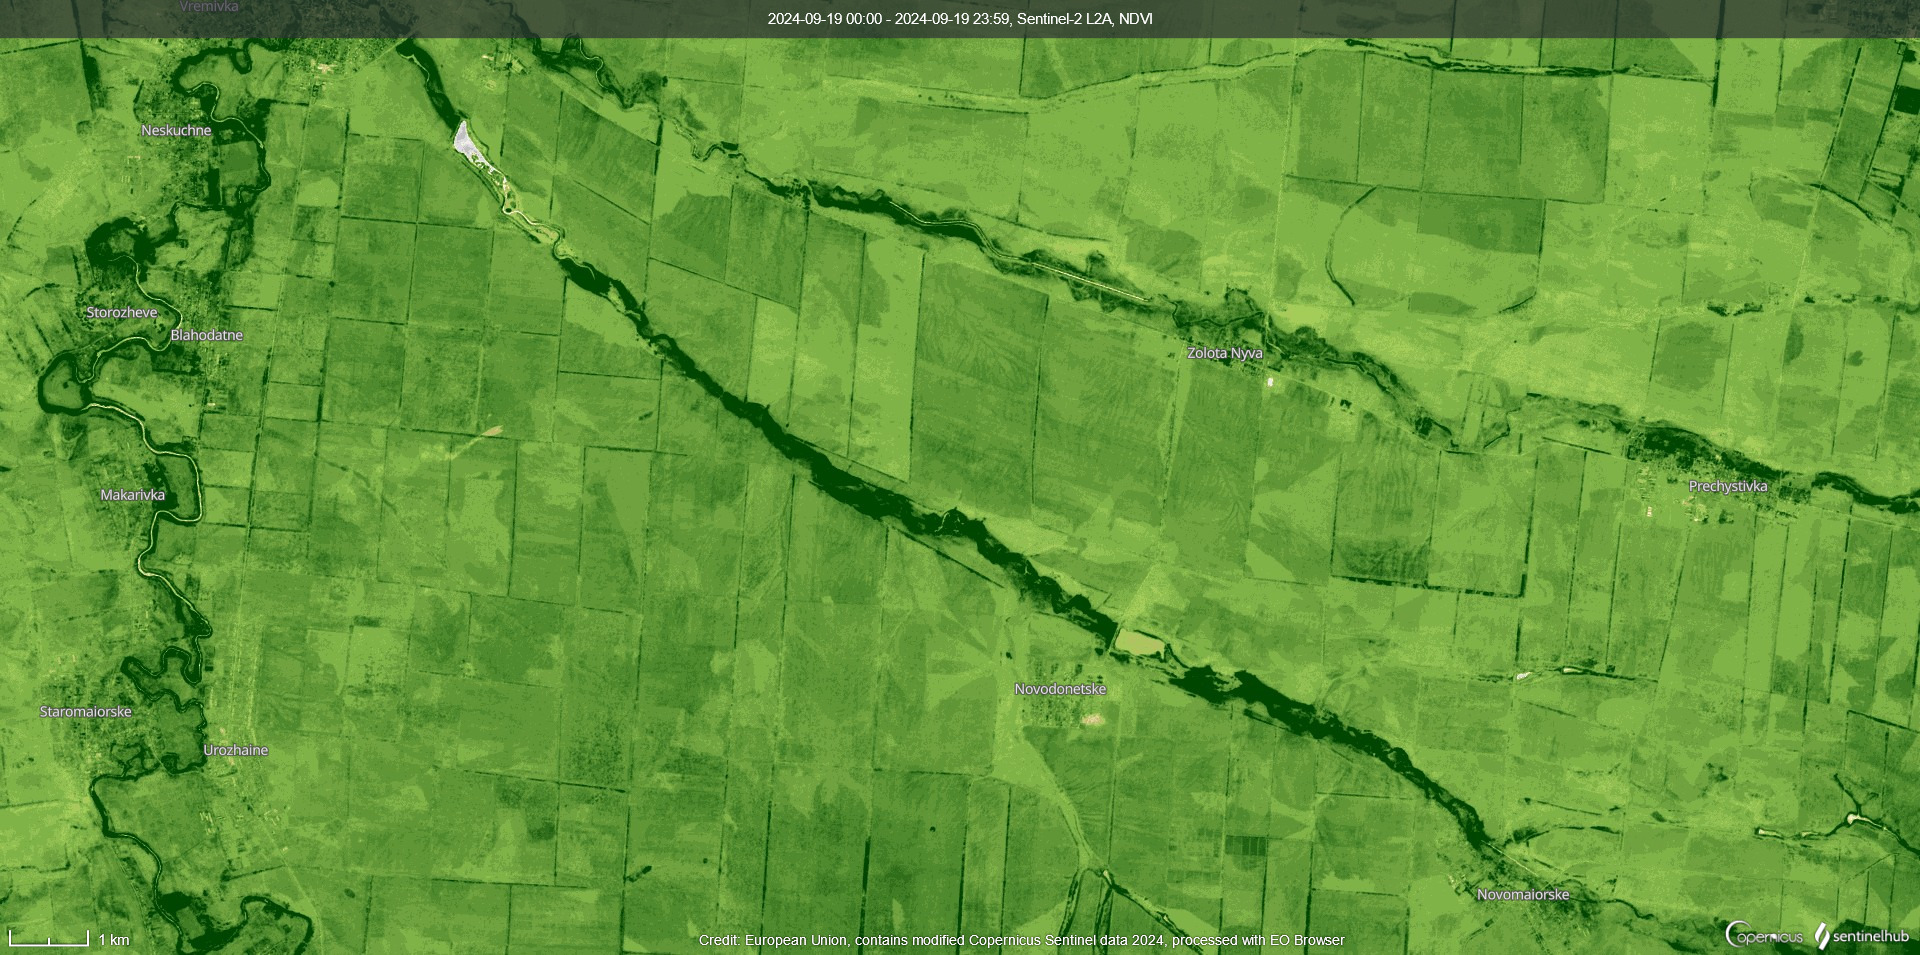 Vremivka
2024-09-19 00:00 - 2024-09-19 23:59, Sentinel-2 L2A, NDVI
Neskuchne
Storozheve
Blahodatne
Zolota Nyva
Makarivka
Prechystivka
Novodonetske
Staromaiorske
Urozhaine
Novomaiorske
1 km
Credit: European Union, contains modified Copernicus Sentinel data 2024, processed with EO Browser
Copernicus
sentinelhub